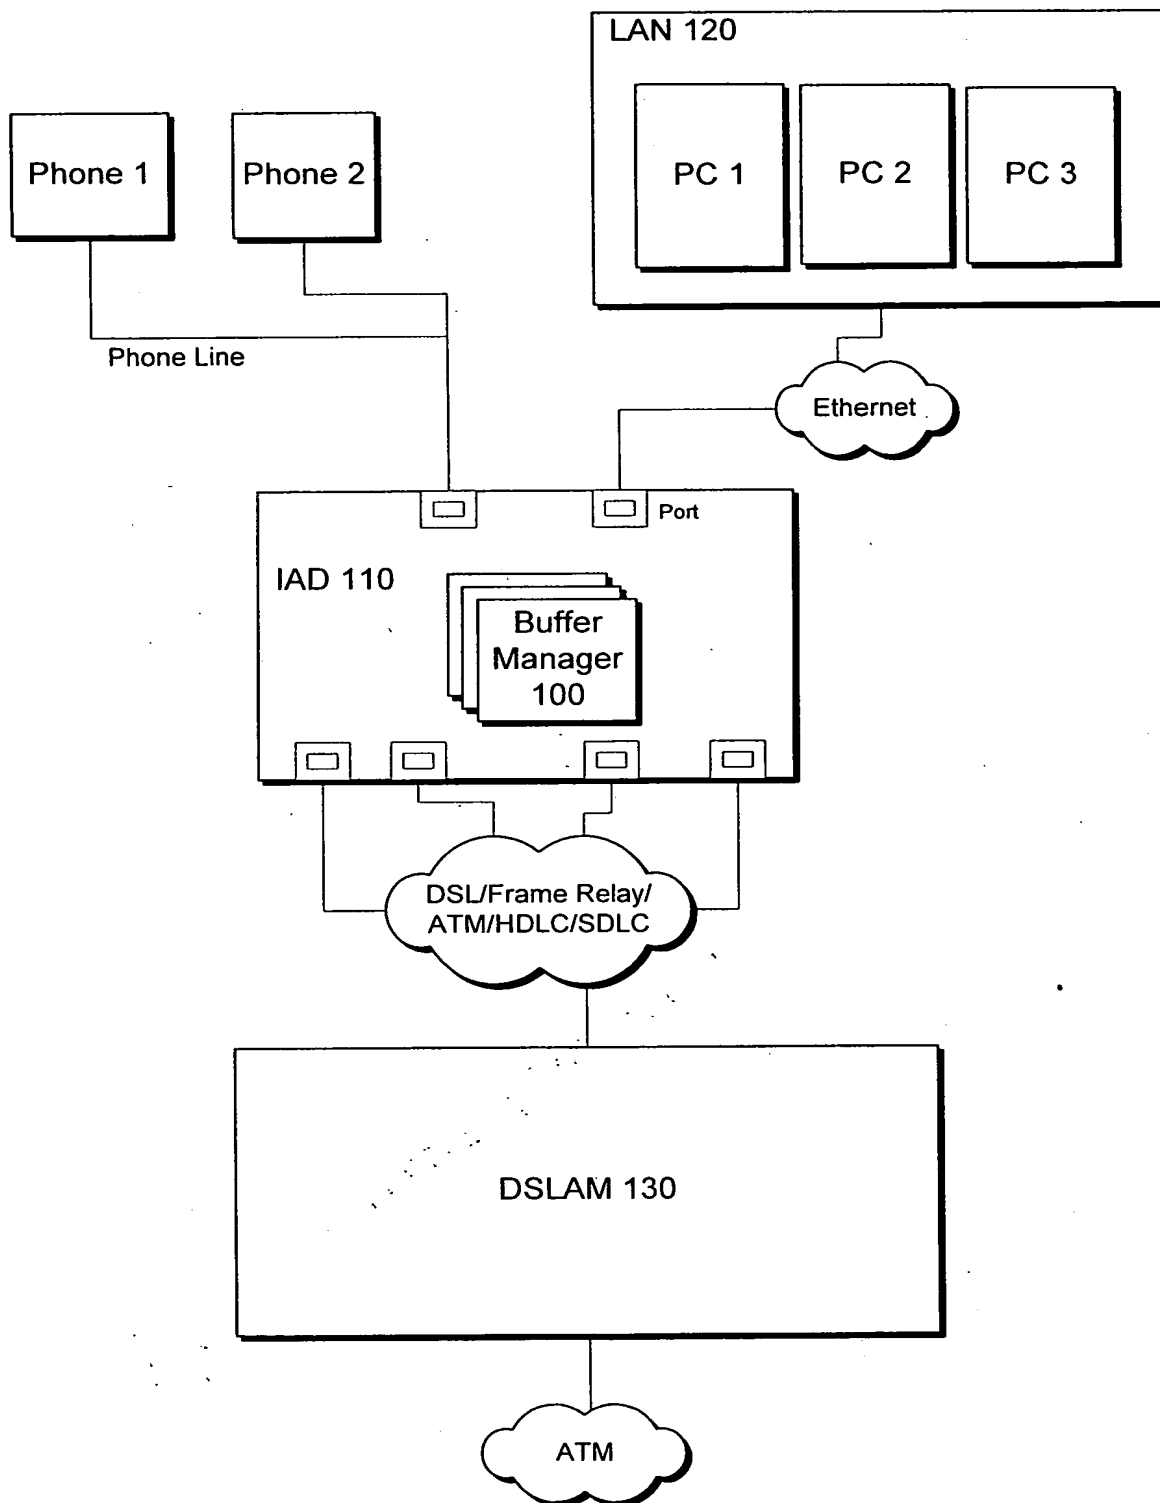 LAN 120
Phone 1
Phone 2
PC 1
PC 2
PC 3
Phone Line
Ethernet
Port
IAD 110
Buffer
Manager
100
DSL/Frame Relay/
ATM/HDLC/SDLC
DSLAM 130
ATM